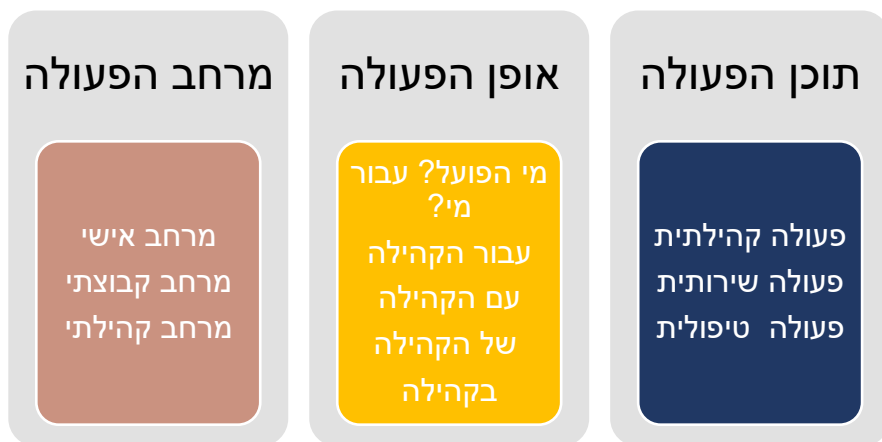 תוכן הפעולה
פעולה קהילתית
פעולה שירותית
פעולה טיפולית
אופן הפעולה
מי הפועל? עבור
מי?
עבור הקהילה
עם הקהילה
של הקהילה
בקהילה
מרחב הפעולה
מרחב אישי
מרחב קבוצתי
מרחב קהילתי